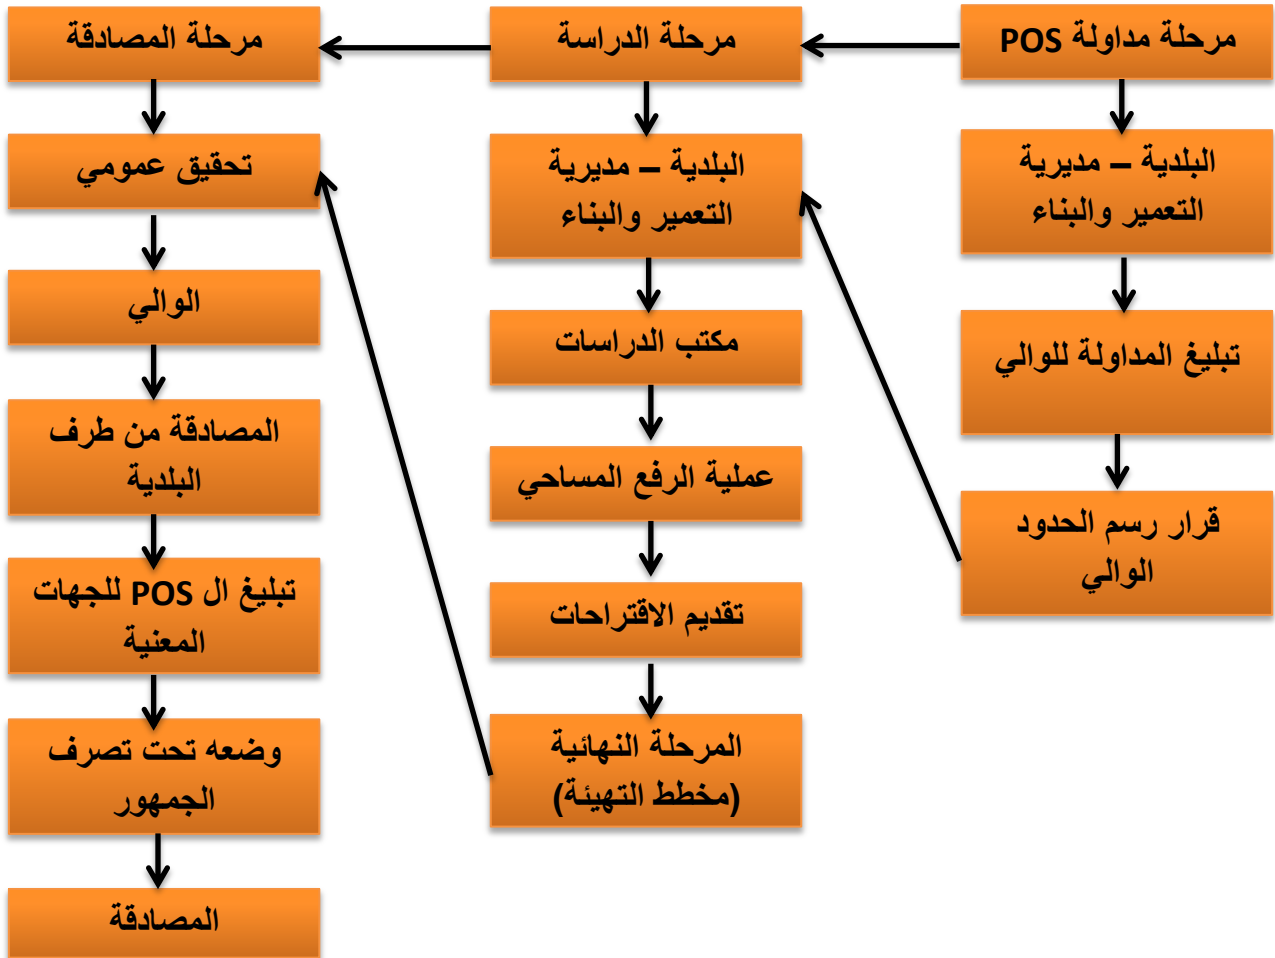 مرحلة مداولة POS
البلدية – مديرية
التعمير والبناء
تبليغ المداولة للوالي
قرار رسم الحدود
الوالي
مرحلة الدراسة
البلدية – مديرية
التعمير والبناء
مكتب الدراسات
عملية الرفع المساحي
تقديم الاقتراحات
المرحلة النهائية
(مخطط التهيئة)
مرحلة المصادقة
تحقيق عمومي
الوالي
المصادقة من طرف
البلدية
تبليغ ال POS للجهات
المعنية
وضعه تحت تصرف
الجمهور
المصادقة